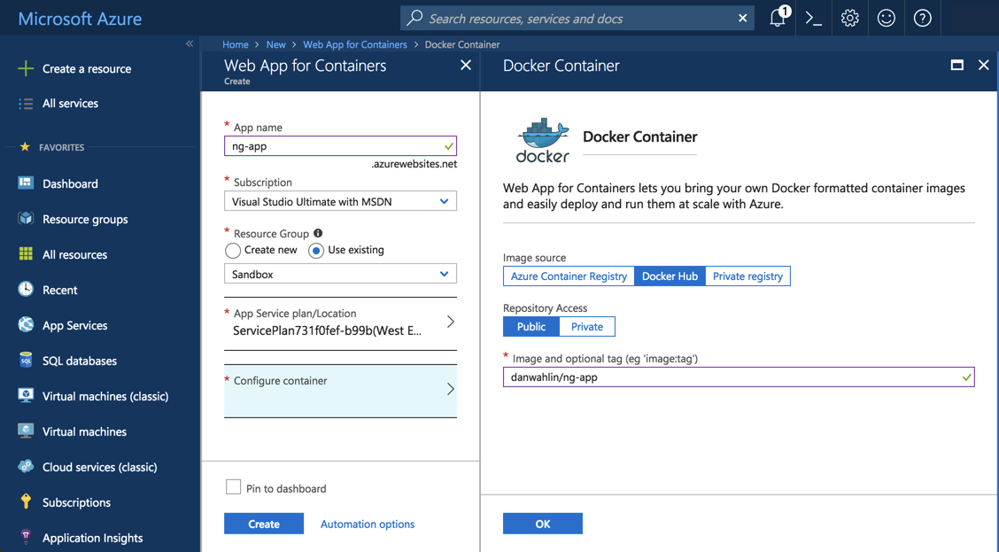 Microsoft Azure
Search resources, services and docs
1
Home > New > Web App for Containers > Docker Container
Create a resource
All services
FAVORITES
Dashboard
Resource groups
All resources
Recent
App Services
SQL databases
Virtual machines (classic)
Virtual machines
Cloud services (classic)
Subscriptions
Application Insights
Web App for Containers
Create
* App name
ng-app
.azurewebsites.net
* Subscription
Visual Studio Ultimate with MSDN
* Resource Group
Create new Use existing
Sandbox
* App Service plan/Location
ServicePlan731f0fef-b99b(West E...
* Configure container
Pin to dashboard
Create Automation options
Docker Container
docker
Docker Container
Web App for Containers lets you bring your own Docker formatted container images
and easily deploy and run them at scale with Azure.
Image source
Azure Container Registry Docker Hub Private registry
Repository Access
Public Private
* Image and optional tag (eg 'image:tag')
danwahlin/ng-app
OK